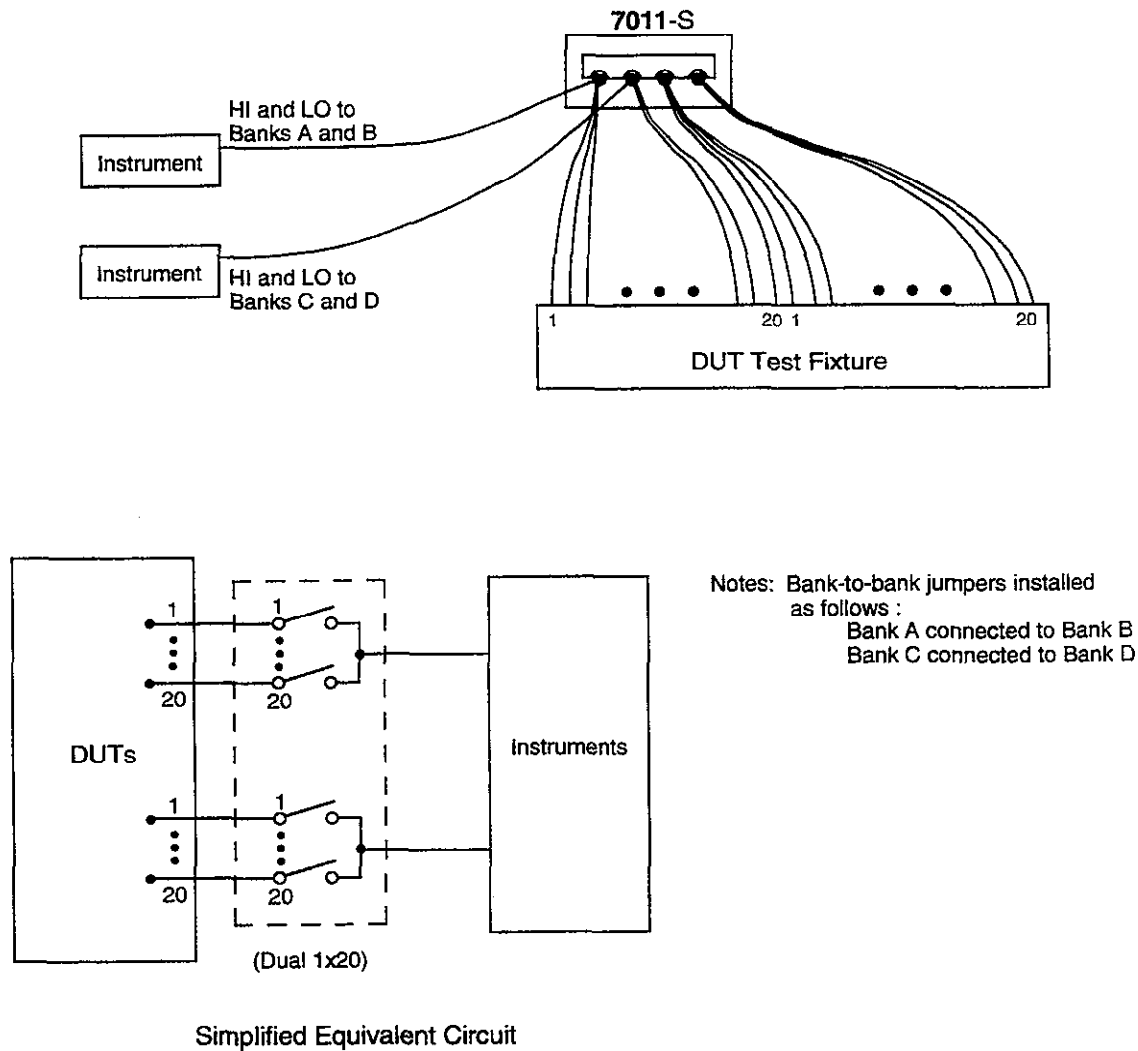 7011-S
HI and LO to
Banks A and B
Instrument
Instrument
HI and LO to
Banks C and D
1
20 1
20
DUT Test Fixture
1
1
20
20
DUTs
1
1
20
20
Instruments
(Dual 1x20)
Notes: Bank-to-bank jumpers installed
as follows :
Bank A connected to Bank B
Bank C connected to Bank D
Simplified Equivalent Circuit